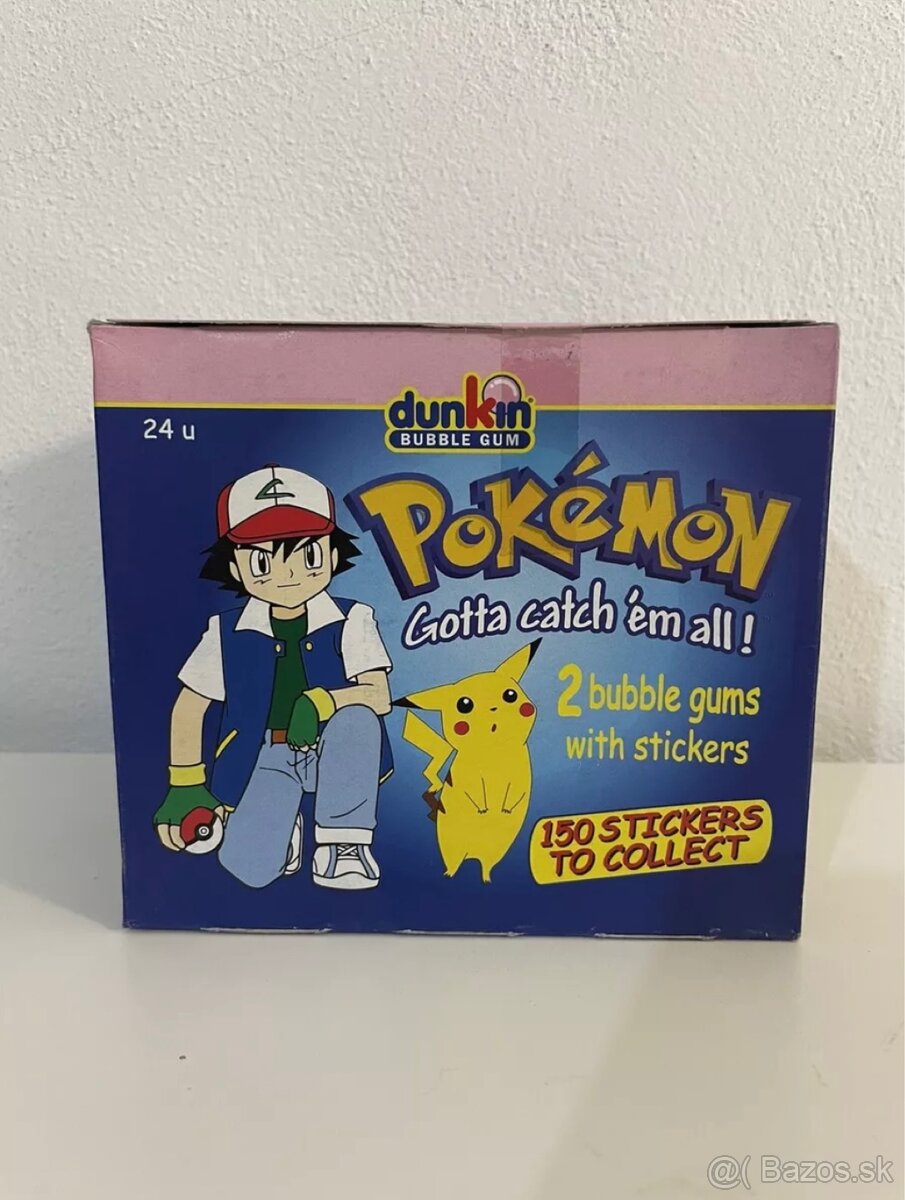 24 u
dunkin®
BUBBLE GUM
POKéMON
Gotta catch 'em all!
2 bubble gums
with stickers
150 STICKERS
TO COLLECT
@( Bazos.sk